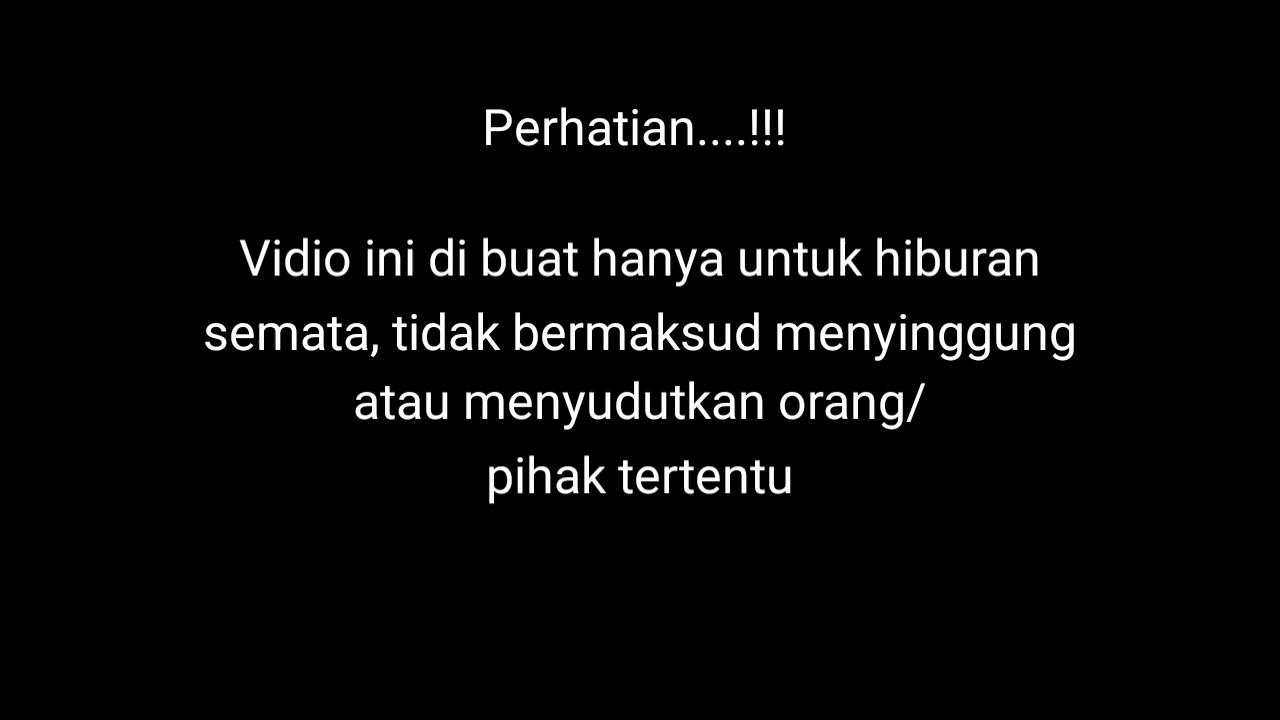 Perhatian....!!!
Vidio ini di buat hanya untuk hiburan
semata, tidak bermaksud menyinggung
atau menyudutkan orang/
pihak tertentu